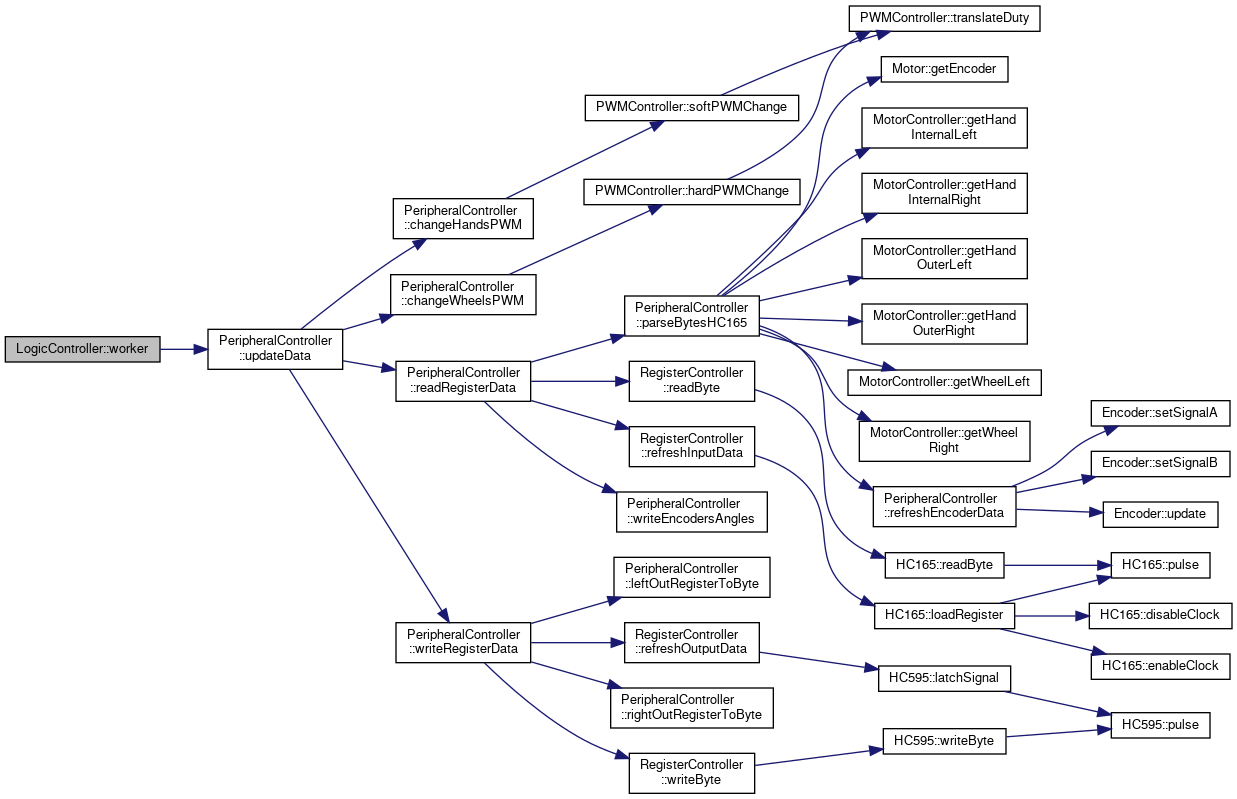 PWMController::translateDuty
Motor::getEncoder
PWMController::softPWMChange
MotorController::getHand
InternalLeft
PWMController::hardPWMChange
MotorController::getHand
InternalRight
PeripheralController
::changeHandsPWM
MotorController::getHand
OuterLeft
PeripheralController
::changeWheelsPWM
PeripheralController
::parseBytesHC165
MotorController::getHand
OuterRight
LogicController::worker
PeripheralController
::updateData
PeripheralController
::readRegisterData
RegisterController
::readByte
MotorController::getWheelLeft
Encoder::setSignalA
RegisterController
::refreshInputData
MotorController::getWheel
Right
Encoder::setSignalB
PeripheralController
::writeEncodersAngles
PeripheralController
::refreshEncoderData
Encoder::update
PeripheralController
::leftOutRegisterToByte
HC165::readByte
HC165::pulse
HC165::loadRegister
HC165::disableClock
PeripheralController
::writeRegisterData
RegisterController
::refreshOutputData
HC165::enableClock
HC595::latchSignal
PeripheralController
::rightOutRegisterToByte
HC595::pulse
HC595::writeByte
RegisterController
::writeByte